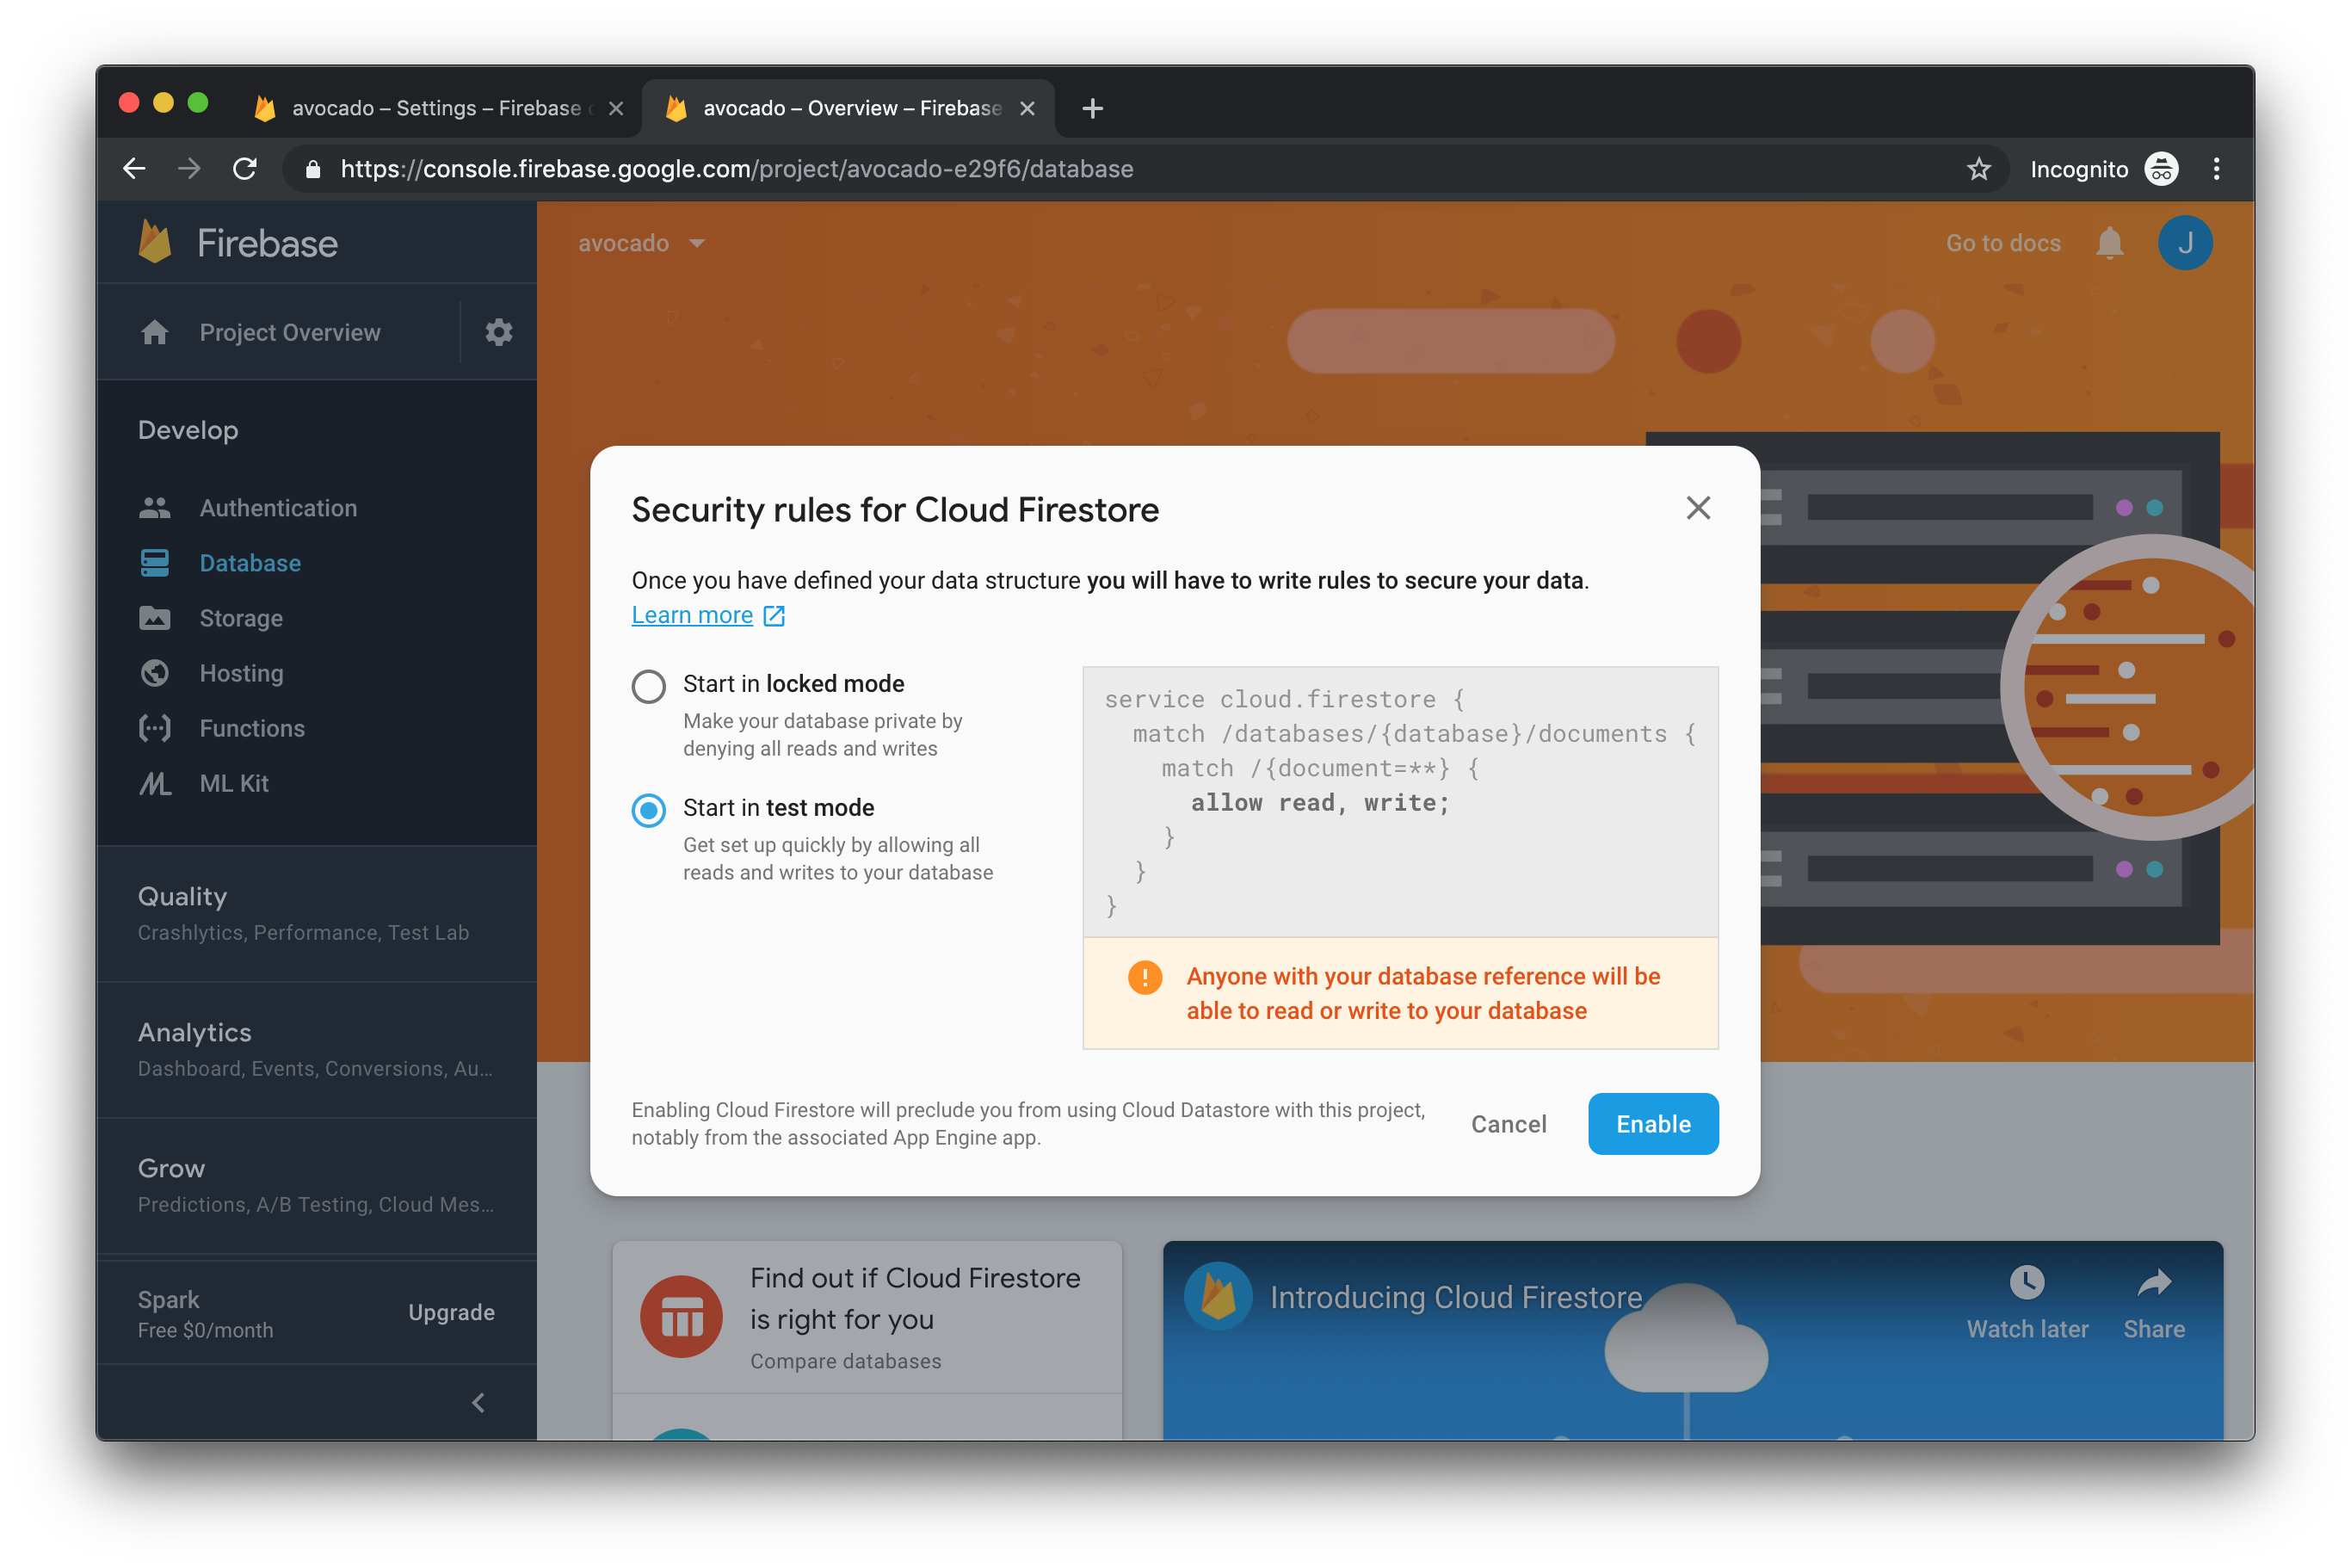 avocado – Settings – Firebase
avocado – Overview – Firebase
https://console.firebase.google.com/project/avocado-e29f6/database
Incognito
Firebase
avocado
Go to docs
J
Project Overview
Develop
Authentication
Database
Storage
Hosting
Functions
ML Kit
Quality
Crashlytics, Performance, Test Lab
Analytics
Dashboard, Events, Conversions, Au...
Grow
Predictions, A/B Testing, Cloud Mes...
Spark
Free $0/month
Upgrade
Security rules for Cloud Firestore
Once you have defined your data structure you will have to write rules to secure your data.
Learn more
Start in locked mode
Make your database private by
denying all reads and writes
Start in test mode
Get set up quickly by allowing all
reads and writes to your database
service cloud.firestore {
match /databases/{database}/documents {
match /{document=**} {
allow read, write;
}
}
}
Anyone with your database reference will be
able to read or write to your database
Enabling Cloud Firestore will preclude you from using Cloud Datastore with this project,
notably from the associated App Engine app.
Cancel
Enable
Find out if Cloud Firestore
is right for you
Compare databases
Introducing Cloud Firestore
Watch later
Share